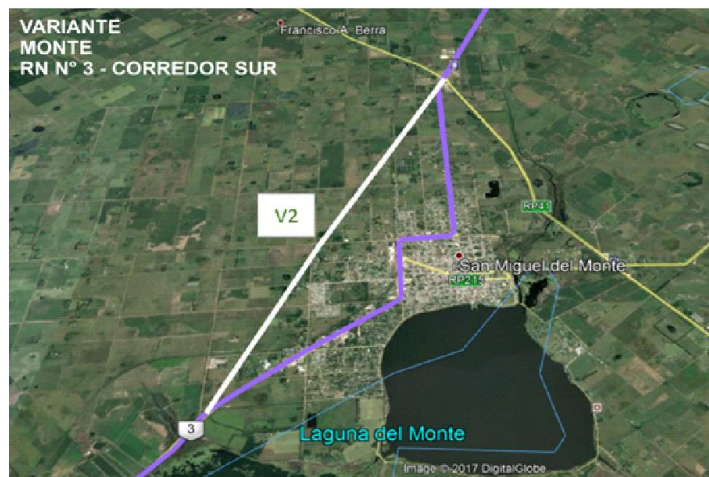 VARIANTE
MONTE
RN N° 3 - CORREDOR SUR
Francisco A. Berra
V2
RP41
San Miguel del Monte
RP215
3
Laguna del Monte
Image © 2017 DigitalGlobe